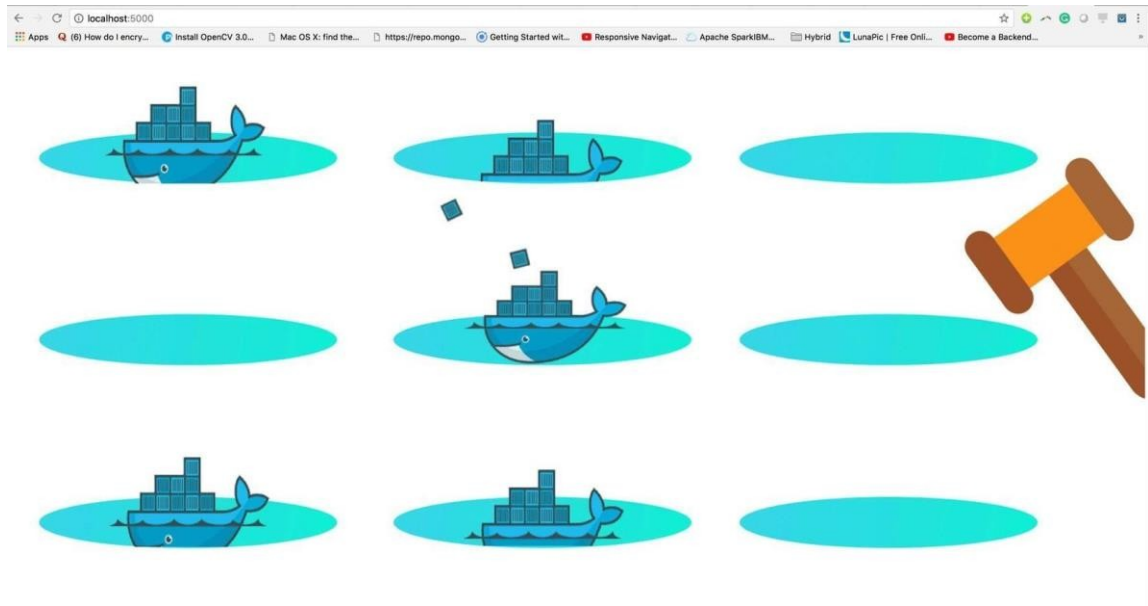 localhost:5000
Apps (6) How do I encry... Install OpenCV 3.0... Mac OS X: find the... https://repo.mongo... Getting Started wit... Responsive Navigat... Apache SparkIBM... Hybrid LunaPic | Free Onli... Become a Backend... »